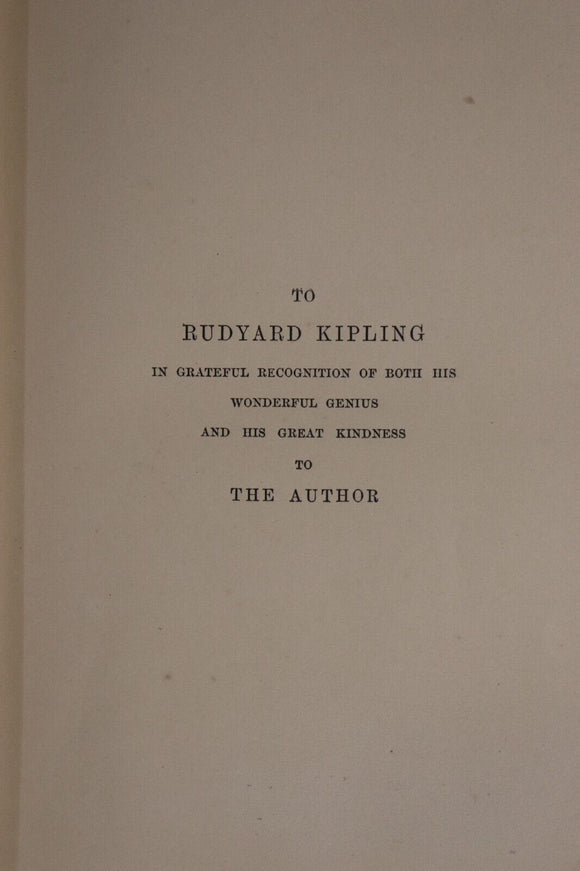 TO
RUDYARD KIPLING
IN GRATEFUL RECOGNITION OF BOTH HIS
WONDERFUL GENIUS
AND HIS GREAT KINDNESS
TO
THE AUTHOR